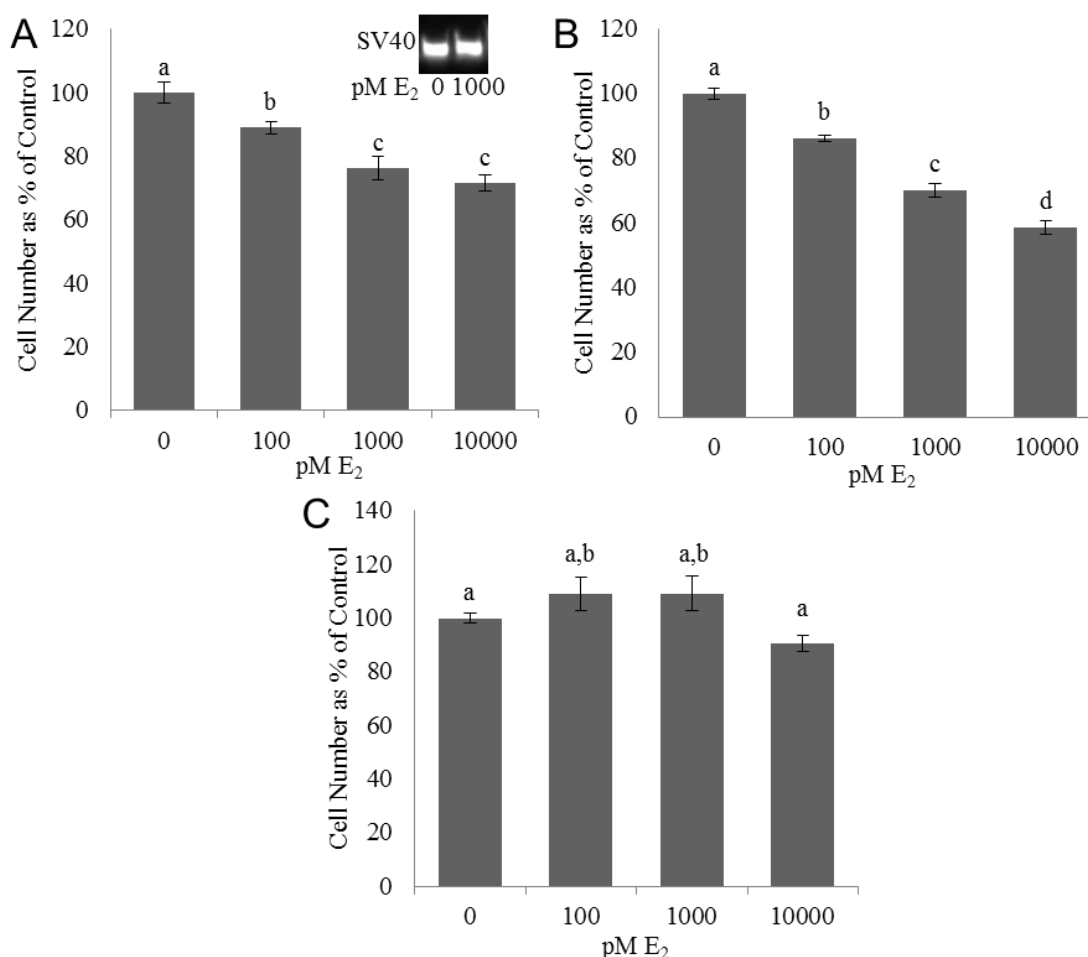 A
Cell Number as % of Control
120
100
80
60
40
20
0
a
b
c
c
SV40
pM E₂ 0 1000
0 100 1000 10000
pM E₂
B
Cell Number as % of Control
120
100
80
60
40
20
0
a
b
c
d
0 100 1000 10000
pM E₂
C
Cell Number as % of Control
140
120
100
80
60
40
20
0
a
a,b
a,b
a
0 100 1000 10000
pM E₂